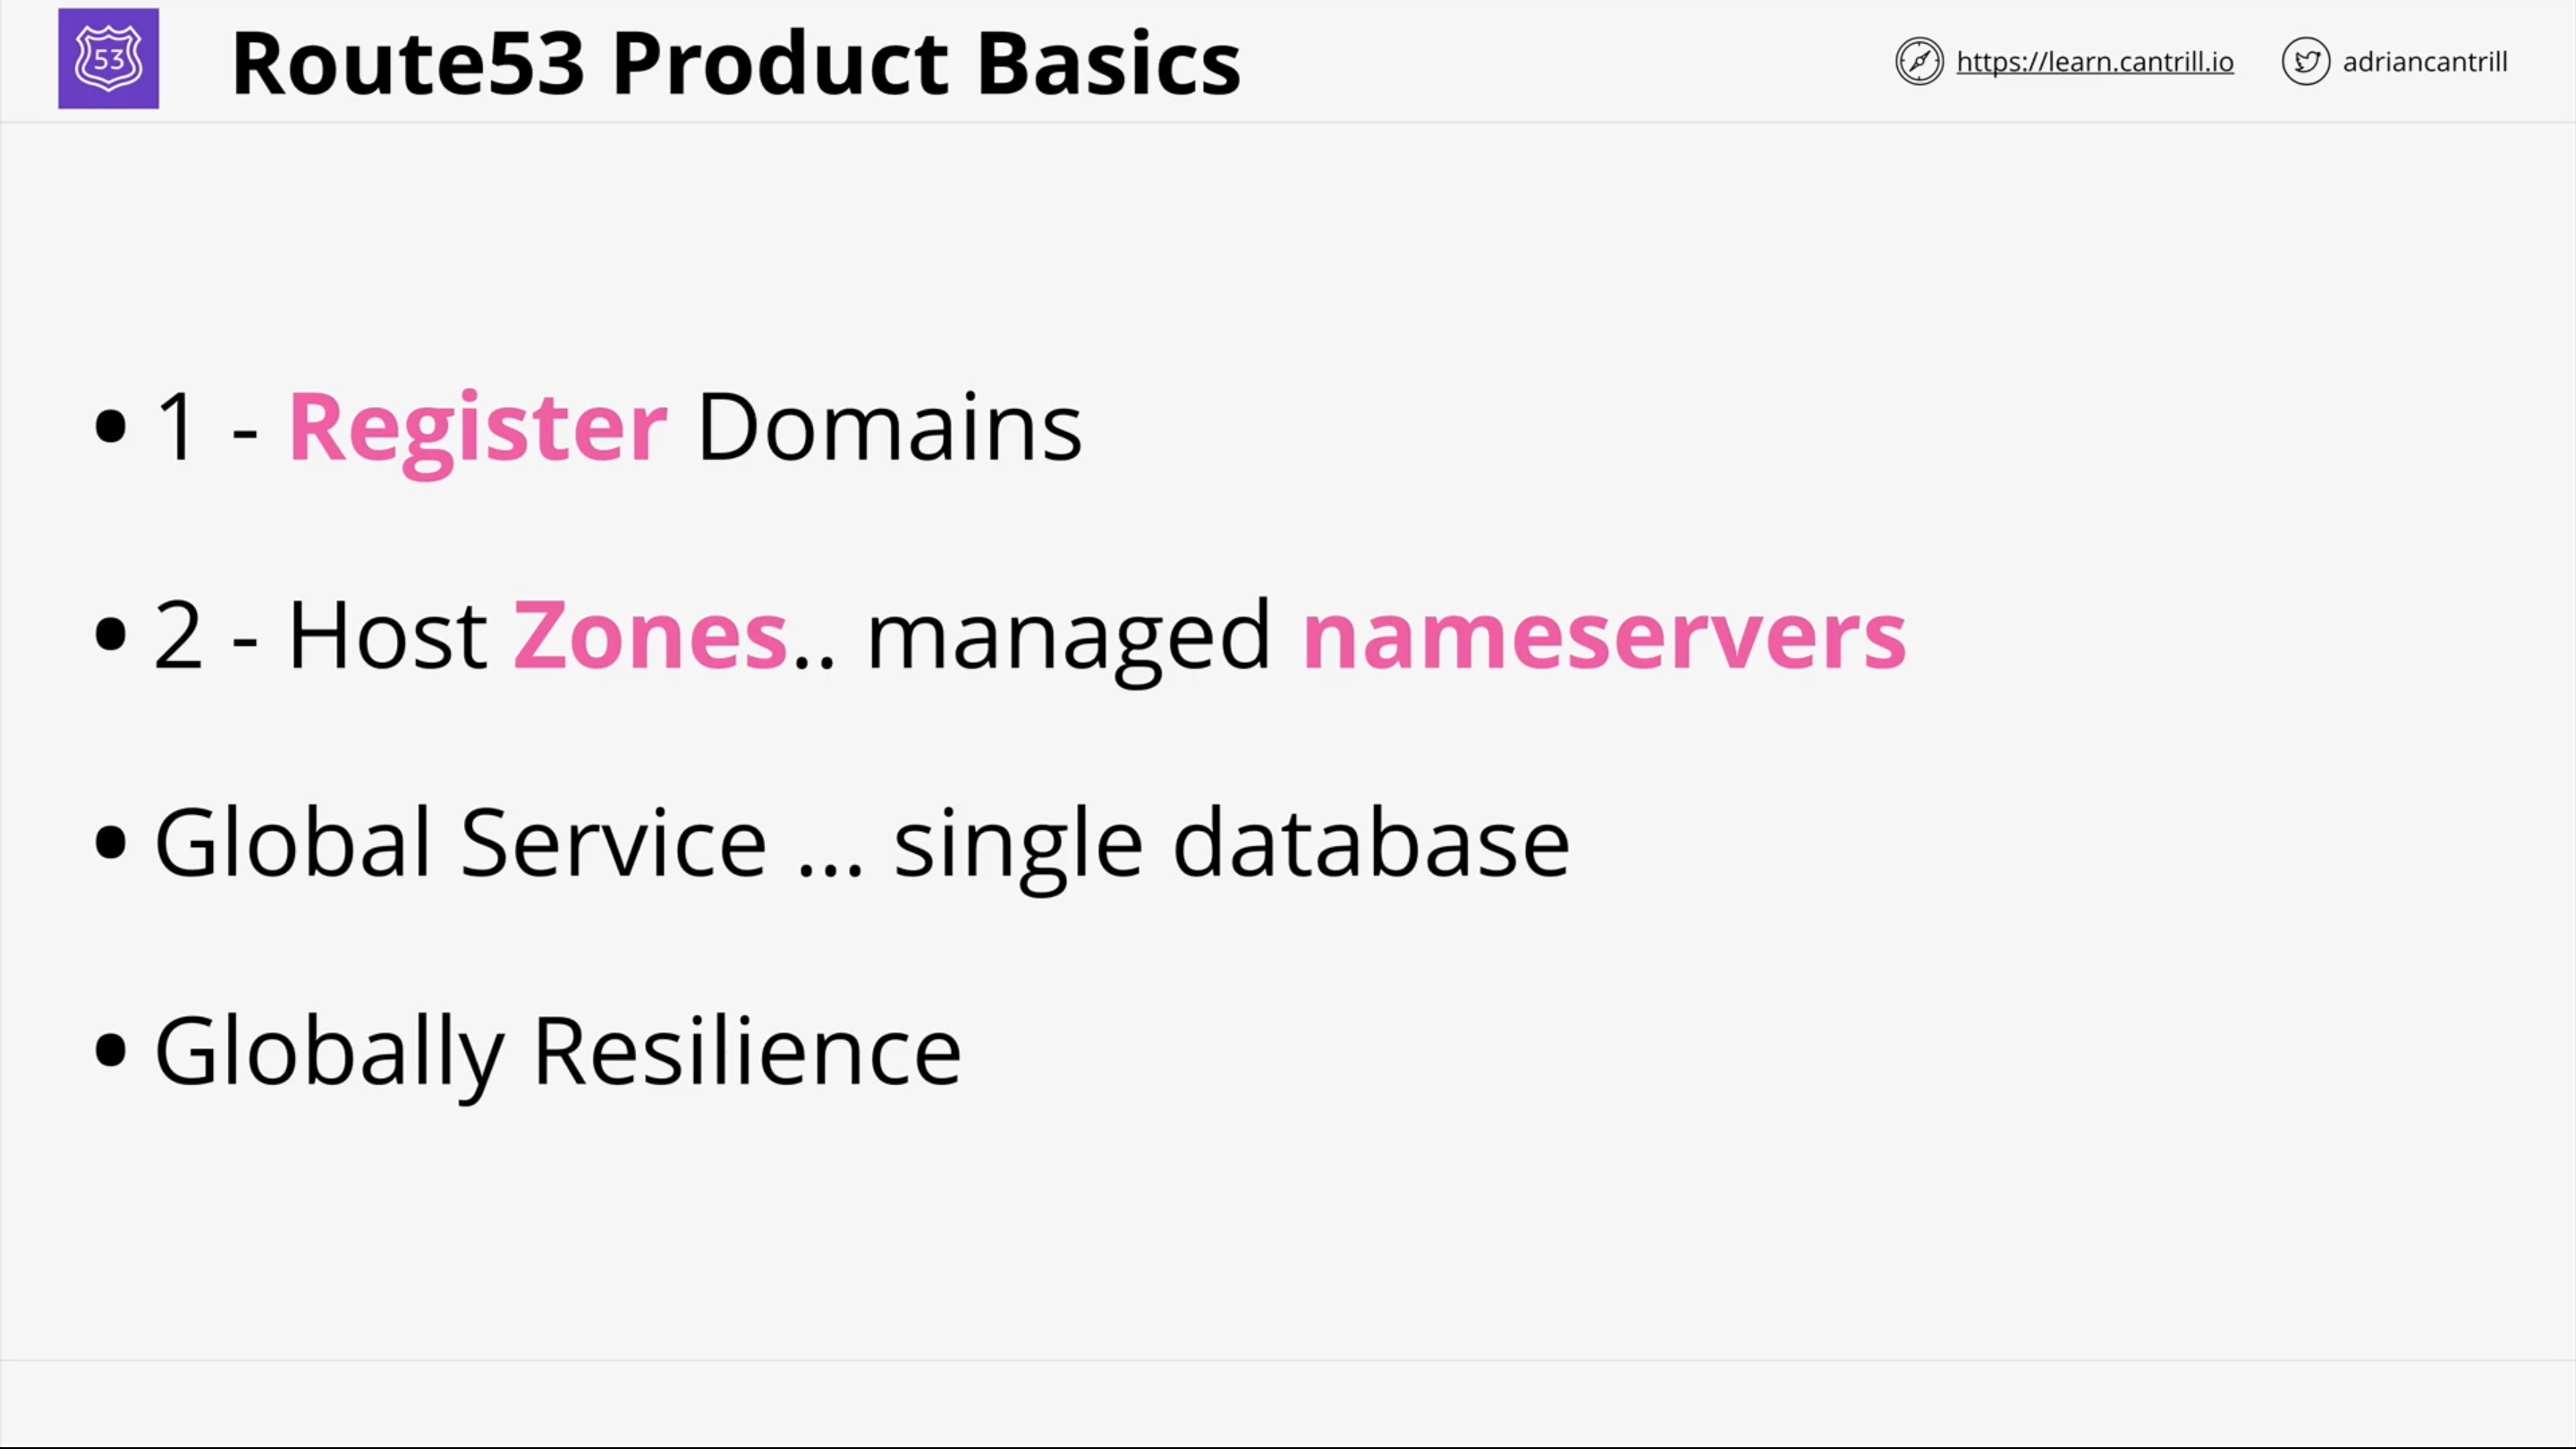 53
Route53 Product Basics
https://learn.cantrill.io
adriancantrill
• 1 - Register Domains
• 2 - Host Zones.. managed nameservers
• Global Service ... single database
• Globally Resilience